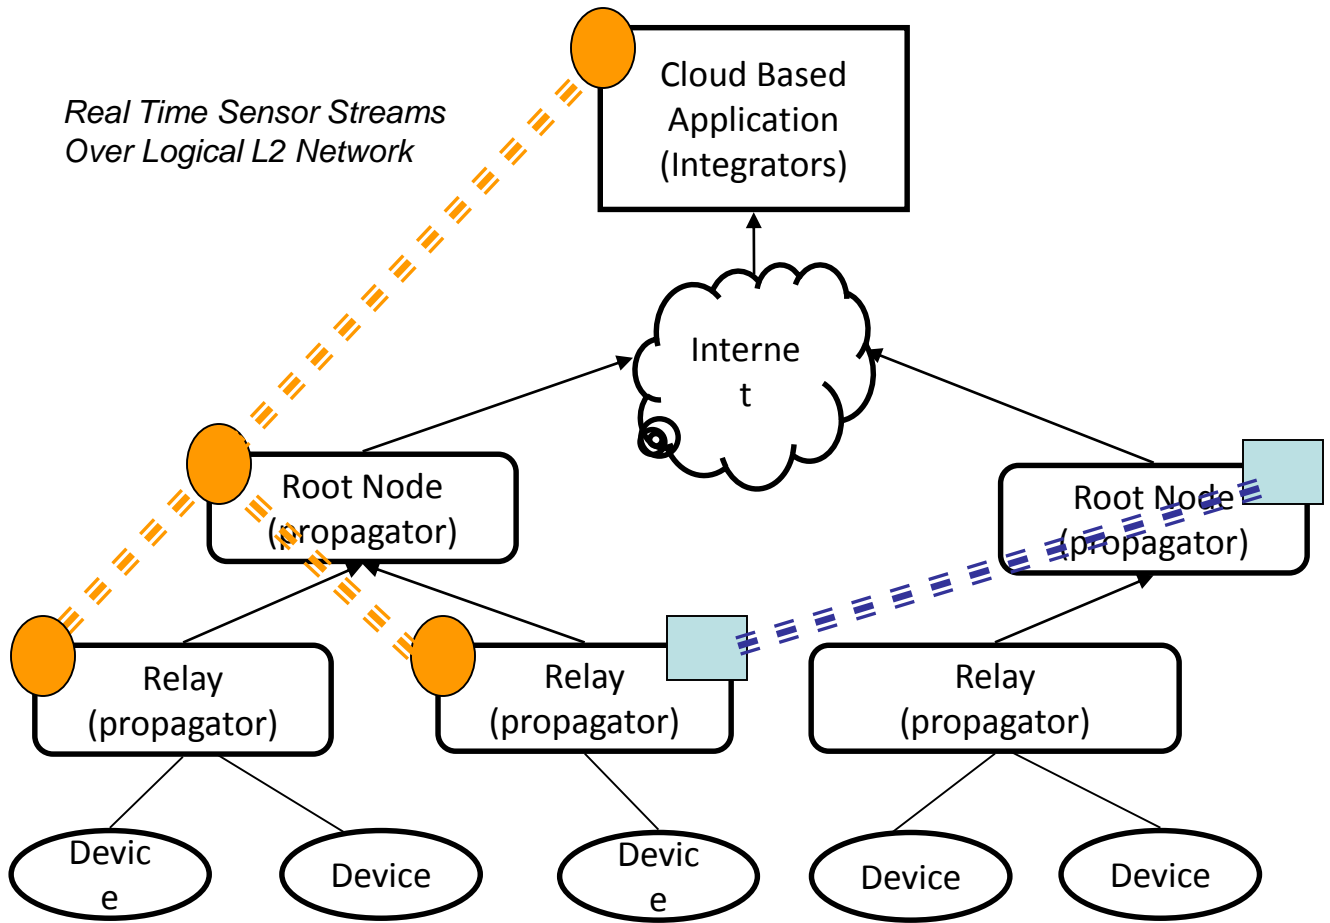 Real Time Sensor Streams
Over Logical L2 Network
Cloud Based
Application
(Integrators)
Interne
t
Root Node
(propagator)
Root Node
(propagator)
Relay
(propagator)
Relay
(propagator)
Relay
(propagator)
Devic
e
Device
Devic
e
Device
Device